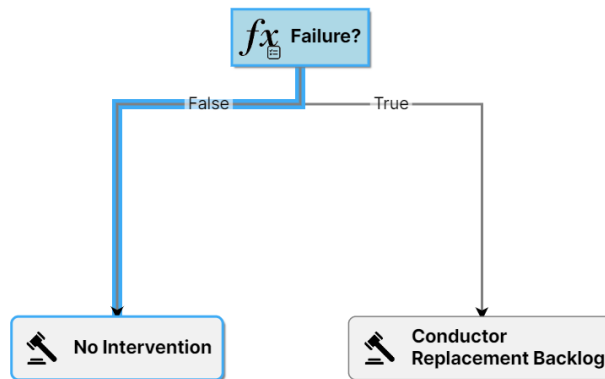 fx Failure?
False
True
No Intervention
Conductor
Replacement Backlog